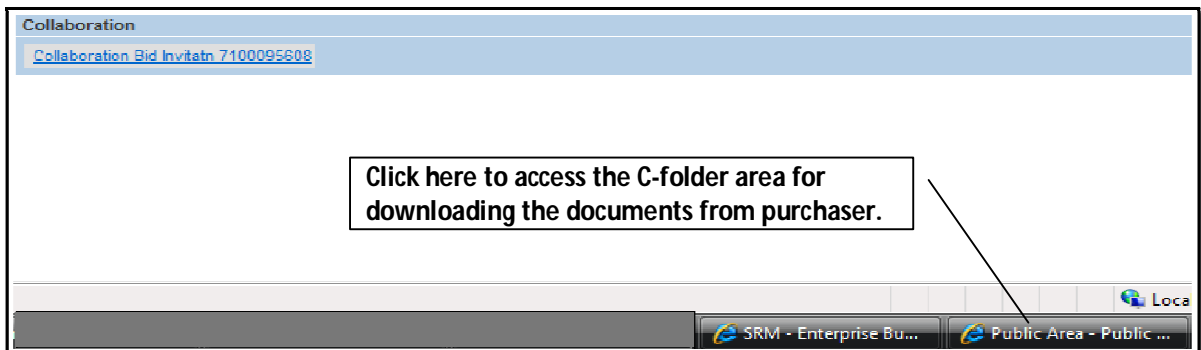 Collaboration
Collaboration Bid Invitatn 7100095608
Click here to access the C-folder area for
downloading the documents from purchaser.
Loca
SRM - Enterprise Bu... Public Area - Public ...